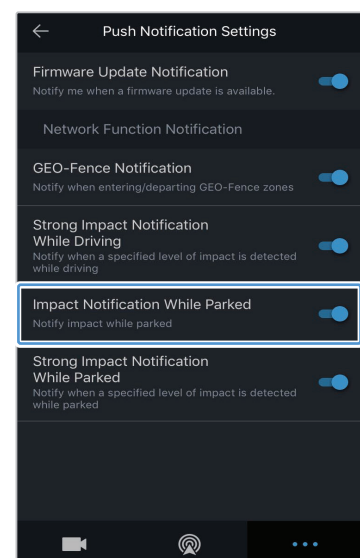 Push Notification Settings
Firmware Update Notification
Notify me when a firmware update is available.
Network Function Notification
GEO-Fence Notification
Notify when entering/departing GEO-Fence zones
Strong Impact Notification
While Driving
Notify when a specified level of impact is detected
while driving
Impact Notification While Parked
Notify impact while parked
Strong Impact Notification
While Parked
Notify when a specified level of impact is detected
while parked